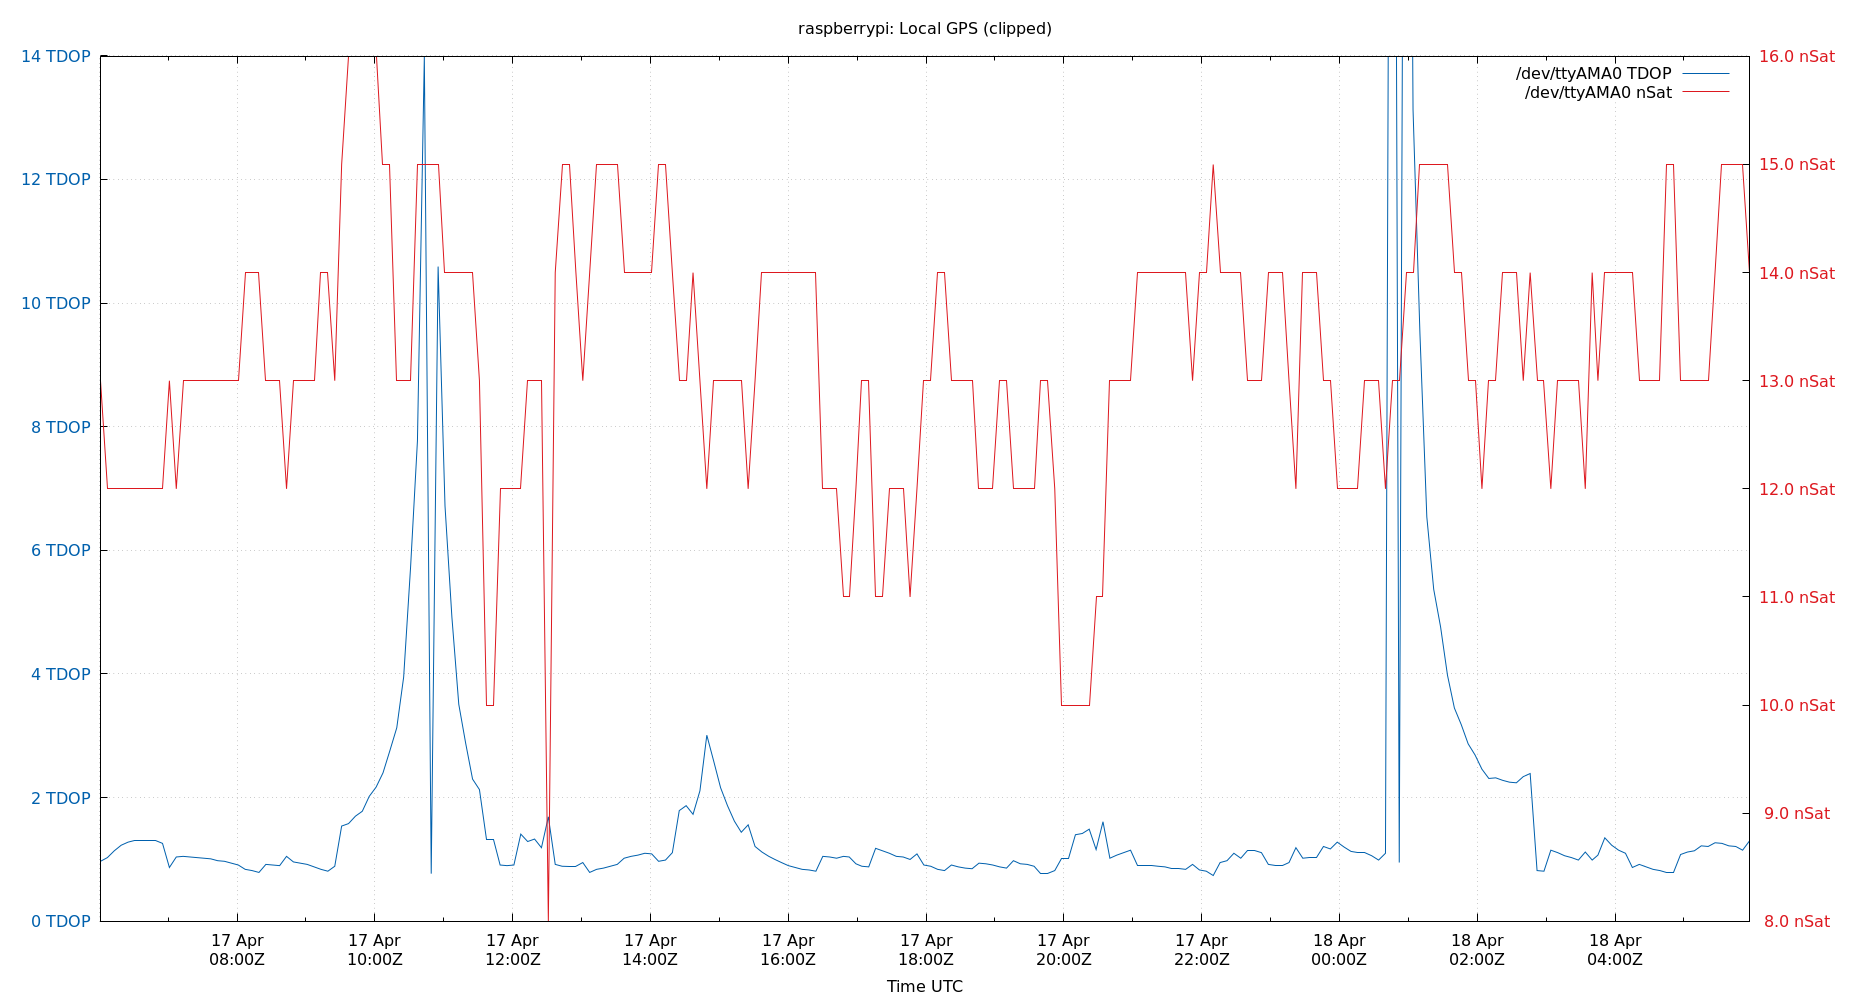 raspberrypi: Local GPS (clipped)
14 TDOP
12 TDOP
10 TDOP
8 TDOP
6 TDOP
4 TDOP
2 TDOP
0 TDOP
16.0 nSat
15.0 nSat
14.0 nSat
13.0 nSat
12.0 nSat
11.0 nSat
10.0 nSat
9.0 nSat
8.0 nSat
/dev/ttyAMA0 TDOP
/dev/ttyAMA0 nSat
17 Apr
08:00Z
17 Apr
10:00Z
17 Apr
12:00Z
17 Apr
14:00Z
17 Apr
16:00Z
17 Apr
18:00Z
17 Apr
20:00Z
17 Apr
22:00Z
18 Apr
00:00Z
18 Apr
02:00Z
18 Apr
04:00Z
Time UTC